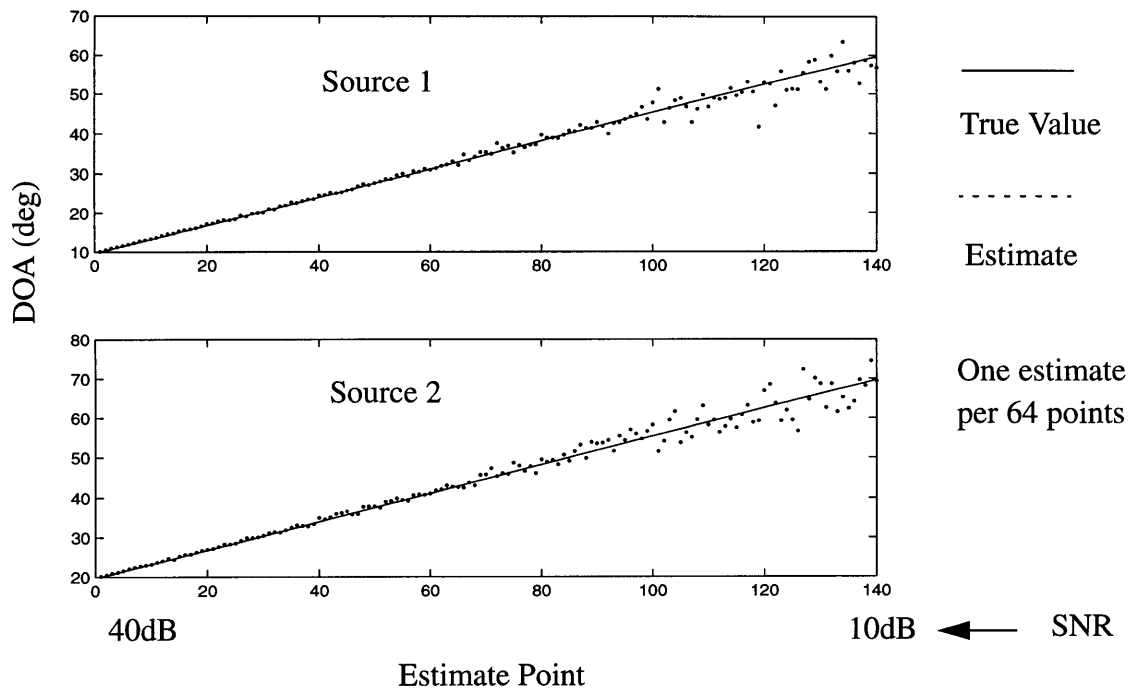 70
60
50
40
30
20
10
Source 1
0 20 40 60 80 100 120 140
DOA (deg)
True Value
Estimate
80
70
60
50
40
30
20
Source 2
0 20 40 60 80 100 120 140
One estimate
per 64 points
40dB 10dB SNR
Estimate Point